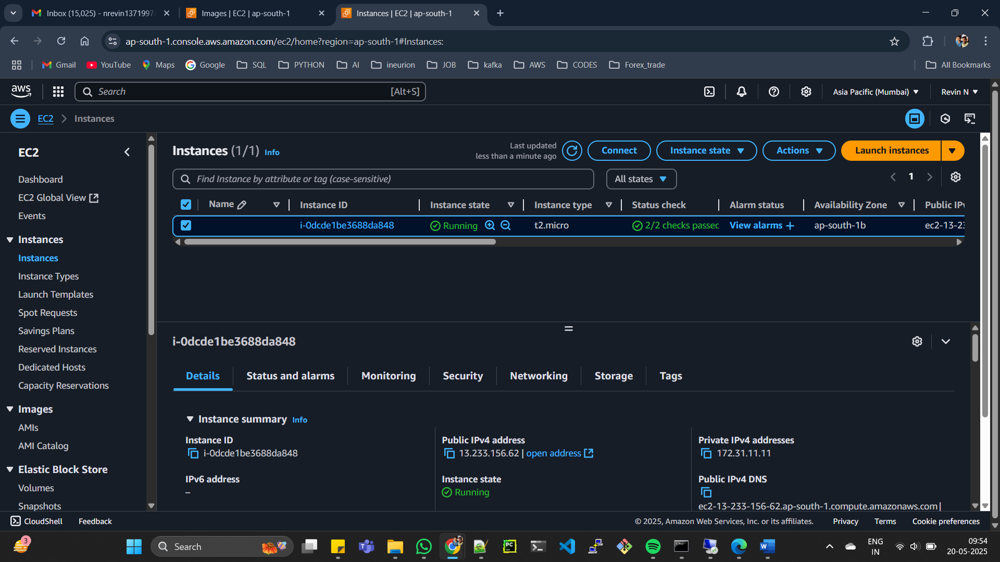 Inbox (15,025) - nrevin1371997
Images | EC2 | ap-south-1
Instances | EC2 | ap-south-1
ap-south-1.console.aws.amazon.com/ec2/home?region=ap-south-1#Instances:
Gmail
YouTube
Maps
Google
SQL
PYTHON
AI
ineurion
JOB
kafka
AWS
CODES
Forex_trade
All Bookmarks
aws
Search
[Alt+S]
Asia Pacific (Mumbai)
Revin N
EC2
Instances
EC2
Dashboard
EC2 Global View
Events
Instances
Instances
Instance Types
Launch Templates
Spot Requests
Savings Plans
Reserved Instances
Dedicated Hosts
Capacity Reservations
Images
AMIs
AMI Catalog
Elastic Block Store
Volumes
Snapshots
Instances (1/1) Info
Last updated
less than a minute ago
Connect
Instance state
Actions
Launch instances
Find Instance by attribute or tag (case-sensitive)
All states
1
Name
Instance ID
Instance state
Instance type
Status check
Alarm status
Availability Zone
Public IPv
i-0dcde1be3688da848
Running
t2.micro
2/2 checks passec
View alarms +
ap-south-1b
ec2-13-23
i-0dcde1be3688da848
Details
Status and alarms
Monitoring
Security
Networking
Storage
Tags
Instance summary Info
Instance ID
i-0dcde1be3688da848
Public IPv4 address
13.233.156.62 | open address
Private IPv4 addresses
172.31.11.11
IPv6 address
–
Instance state
Running
Public IPv4 DNS
ec2-13-233-156-62.ap-south-1.compute.amazonaws.com |
CloudShell
Feedback
© 2025, Amazon Web Services, Inc. or its affiliates.
Privacy
Terms
Cookie preferences
3
Search
ENG
IN
09:54
20-05-2025